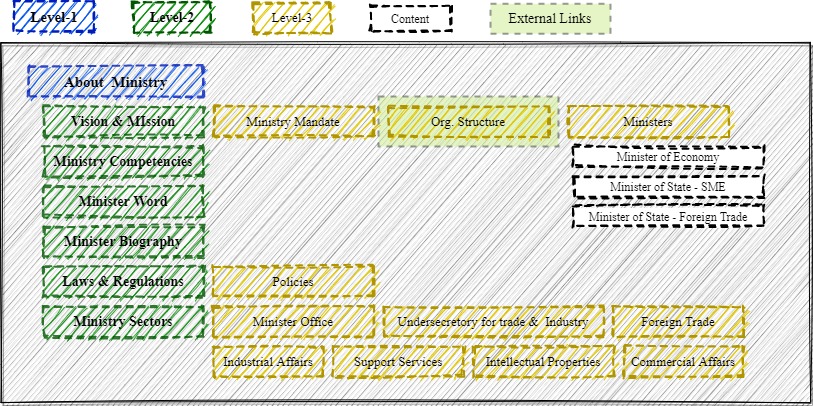 Level-1
Level-2
Level-3
Content
External Links
About Ministry
Vision & MIssion
Ministry Mandate
Org. Structure
Ministers
Ministry Competencies
Minister of Economy
Minister of State - SME
Minister Word
Minister of State - Foreign Trade
Minister Biography
Laws & Regulations
Policies
Ministry Sectors
Minister Office
Undersecretory for trade & Industry
Foreign Trade
Industrial Affairs
Support Services
Intellectual Properties
Commercial Affairs